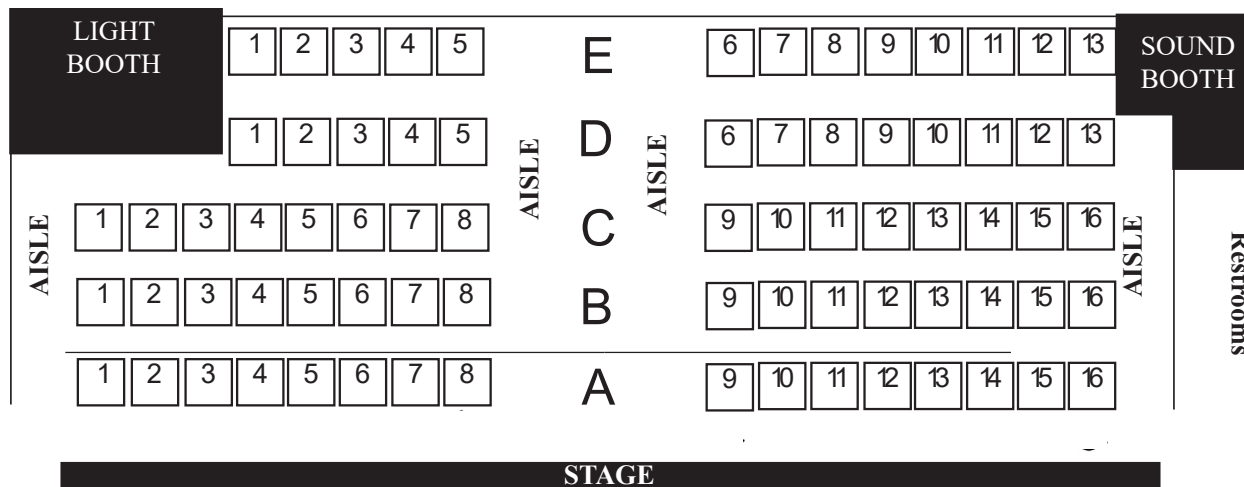 LIGHT
BOOTH
1 2 3 4 5 E 6 7 8 9 10 11 12 13
SOUND
BOOTH
1 2 3 4 5 D 6 7 8 9 10 11 12 13
AISLE
AISLE
1 2 3 4 5 6 7 8 C 9 10 11 12 13 14 15 16
AISLE
AISLE
Restrooms
1 2 3 4 5 6 7 8 B 9 10 11 12 13 14 15 16
1 2 3 4 5 6 7 8 A 9 10 11 12 13 14 15 16
STAGE